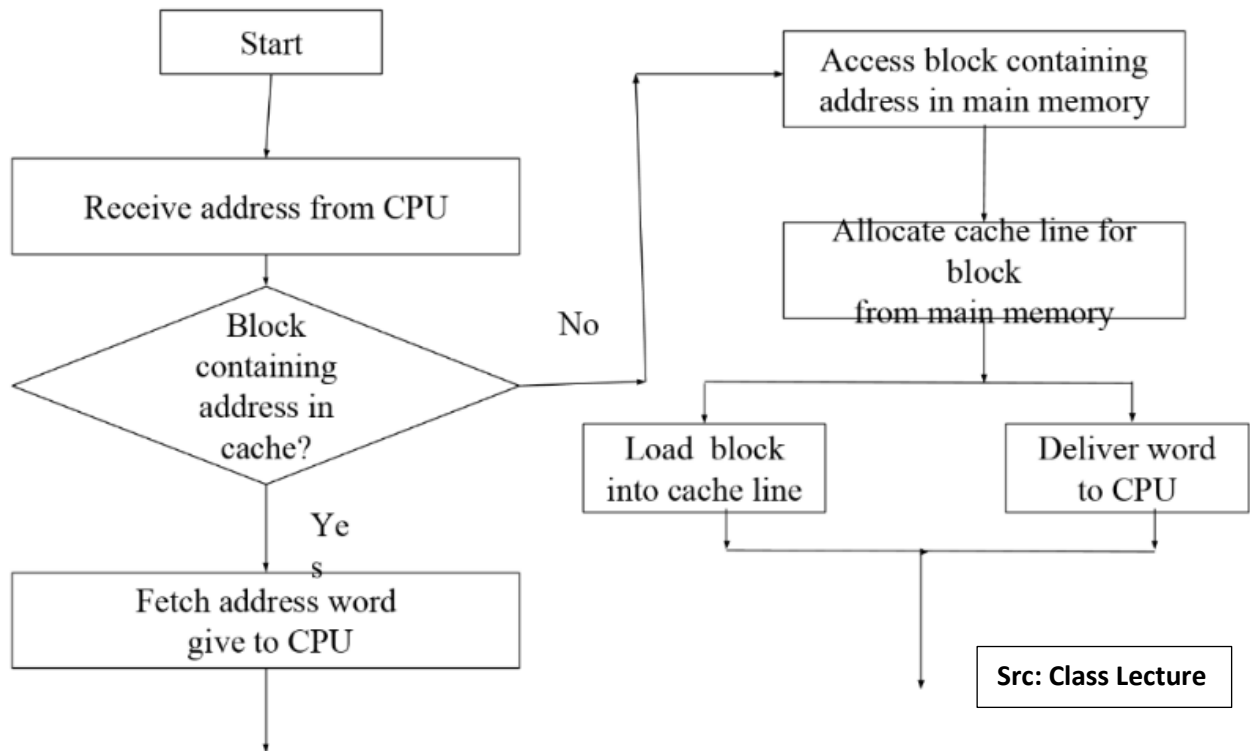 Start
Receive address from CPU
Block
containing
address in
cache?
No
Ye
s
Fetch address word
give to CPU
Access block containing
address in main memory
Allocate cache line for
block
from main memory
Load block
into cache line
Deliver word
to CPU
Src: Class Lecture